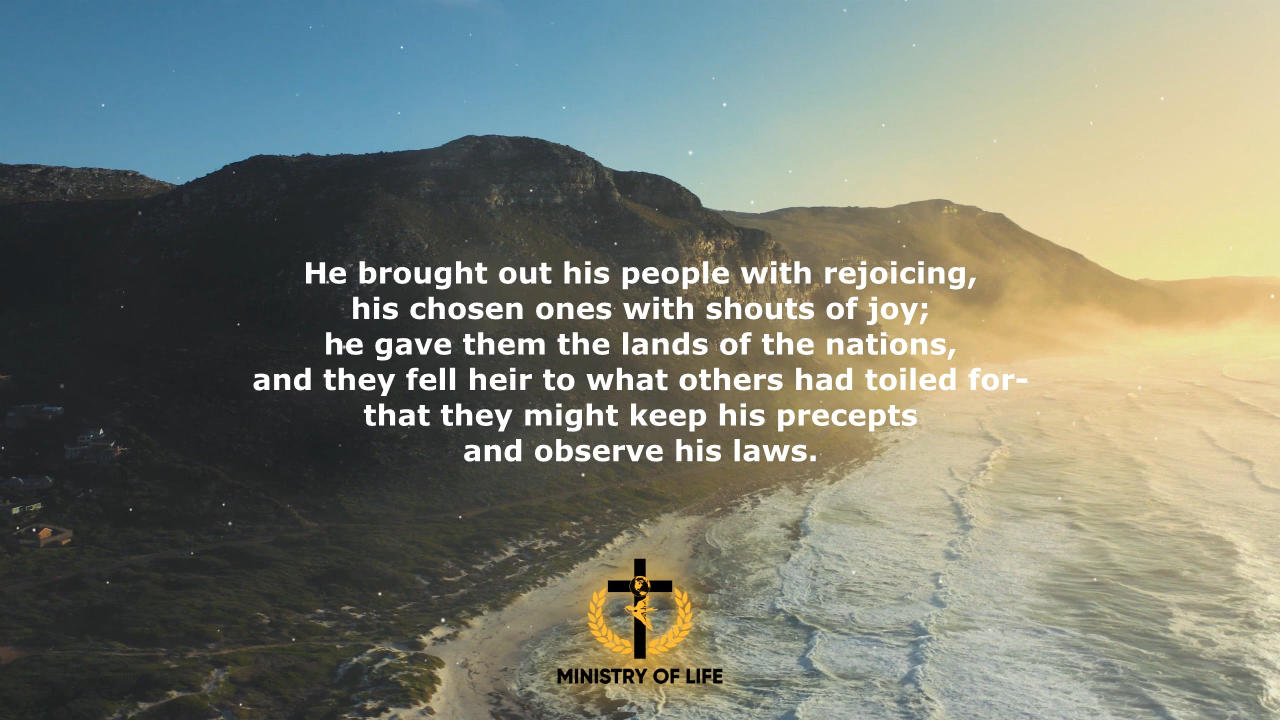 He brought out his people with rejoicing,
his chosen ones with shouts of joy;
he gave them the lands of the nations,
and they fell heir to what others had toiled for-
that they might keep his precepts
and observe his laws.
MINISTRY OF LIFE